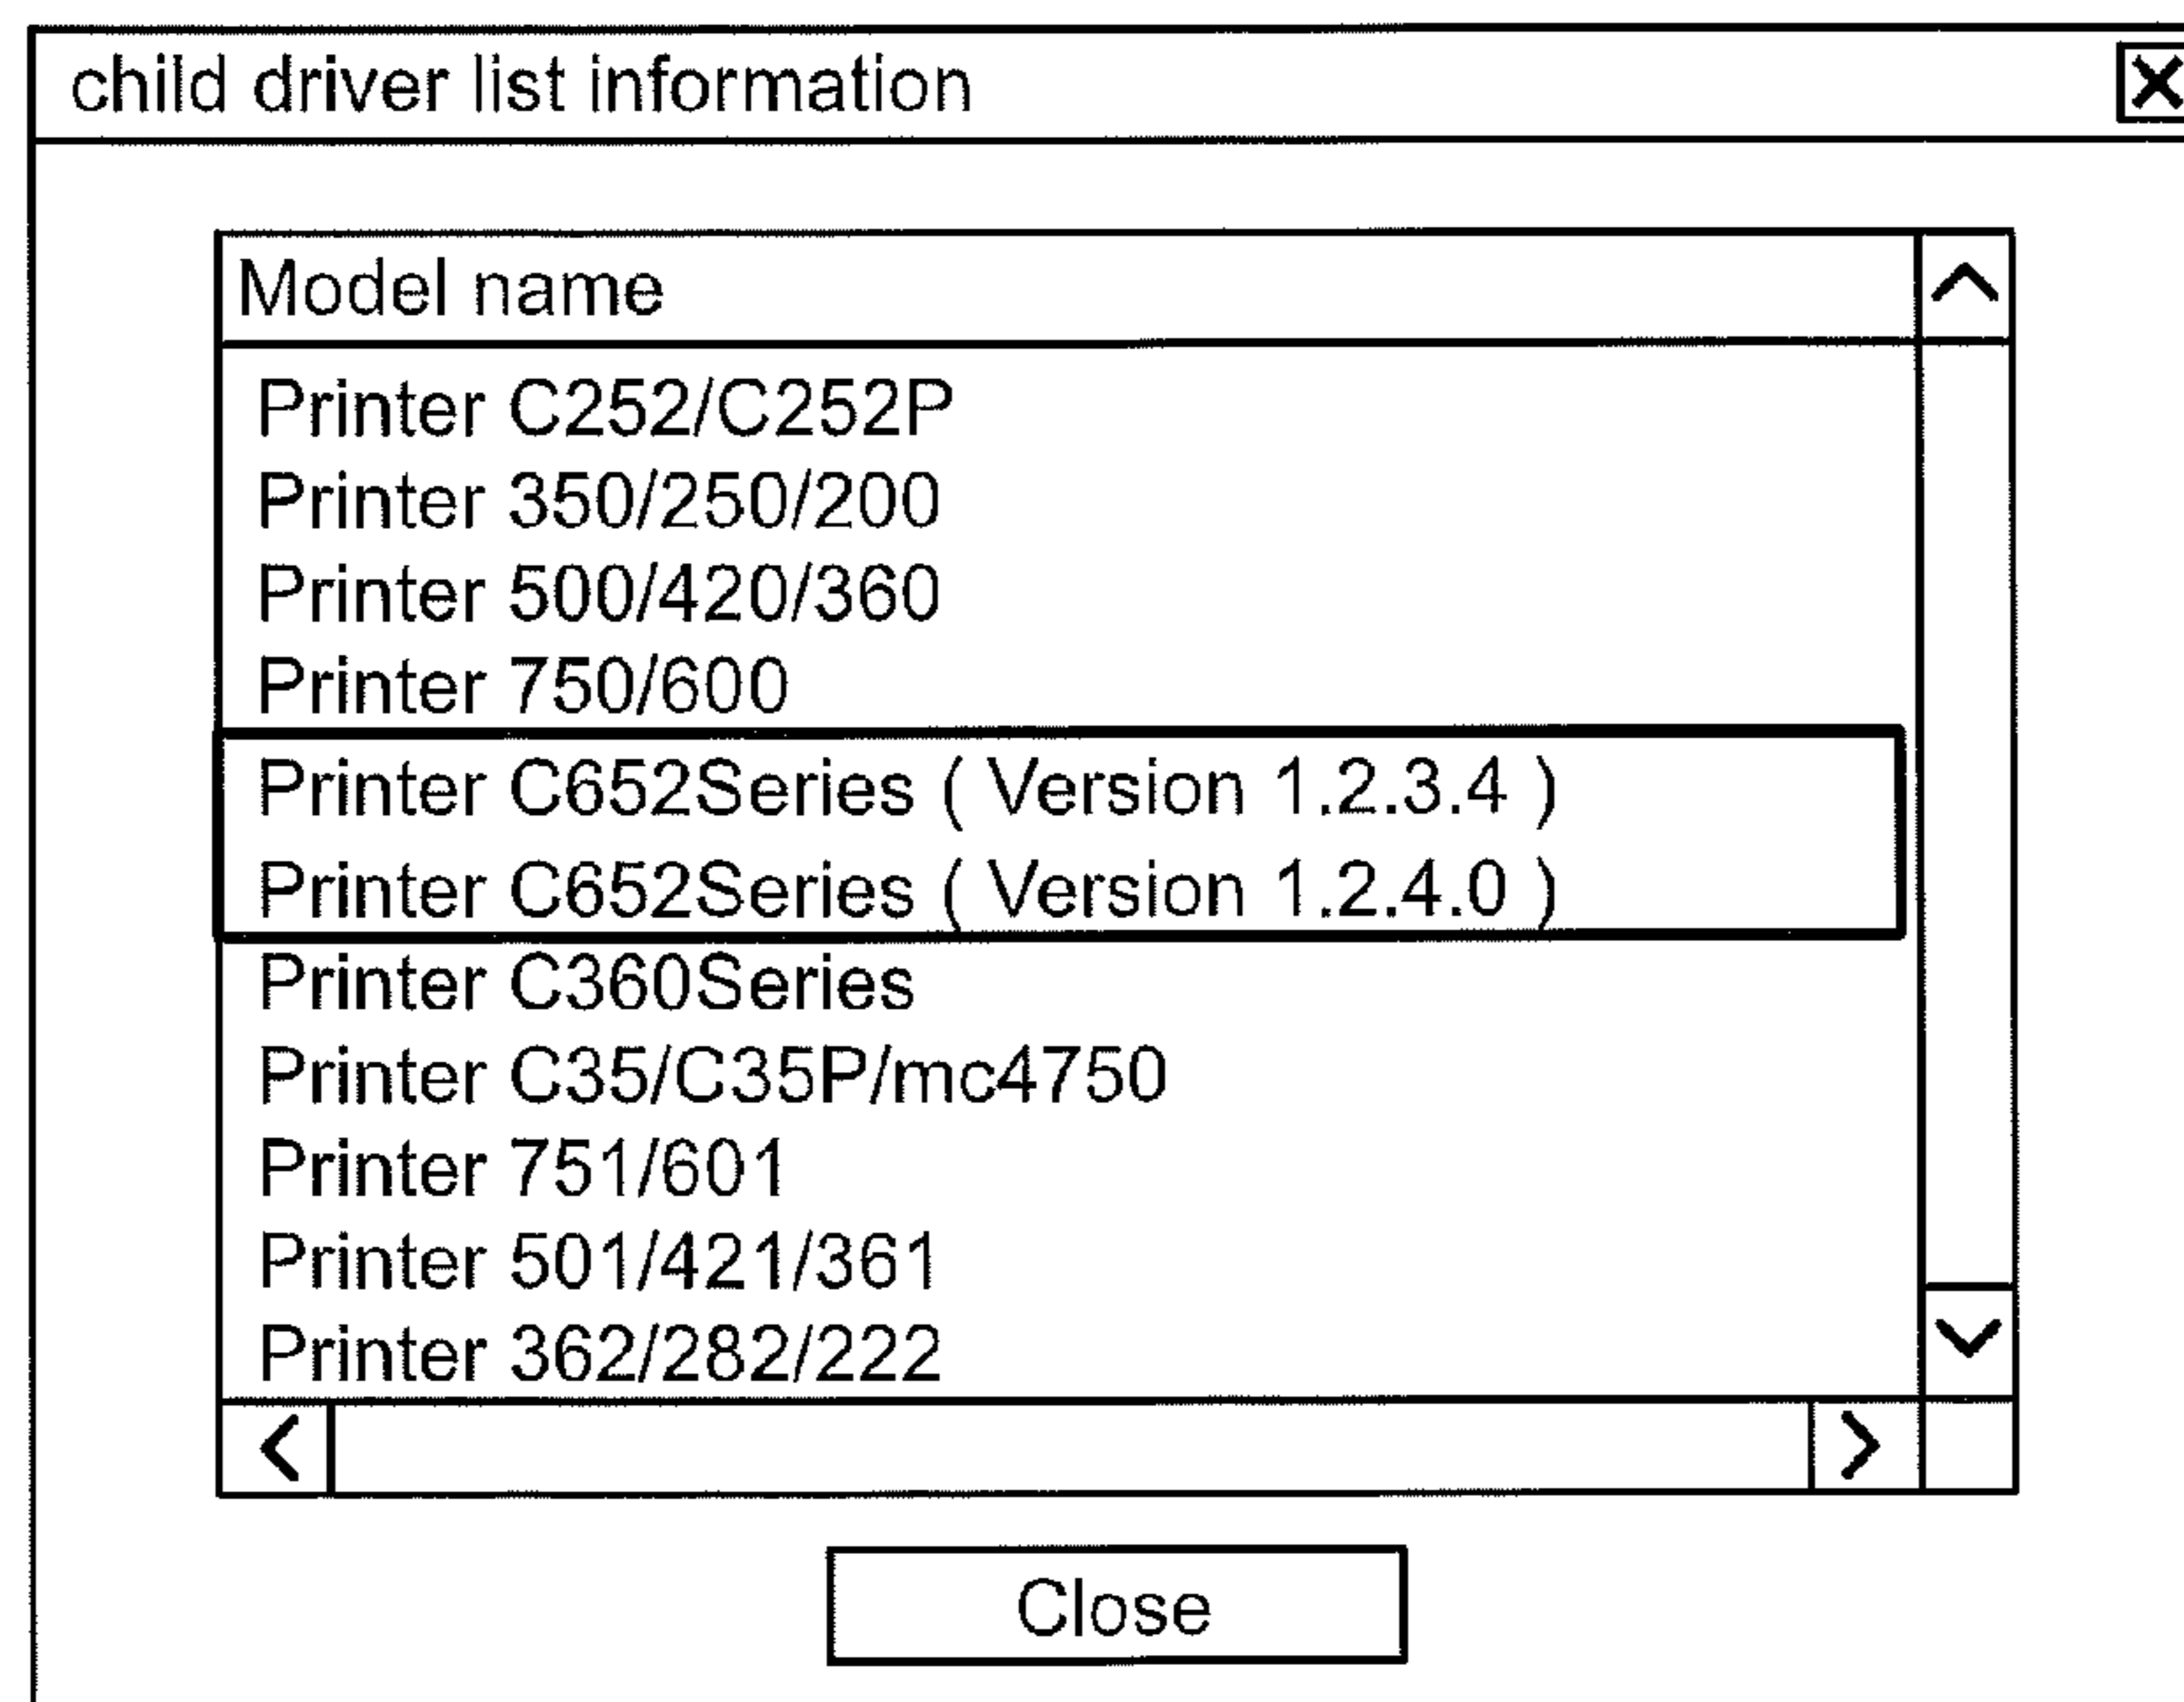 child driver list information
Model name
Printer C252/C252P
Printer 350/250/200
Printer 500/420/360
Printer 750/600
Printer C652Series ( Version 1.2.3.4 )
Printer C652Series ( Version 1.2.4.0 )
Printer C360Series
Printer C35/C35P/mc4750
Printer 751/601
Printer 501/421/361
Printer 362/282/222
Close